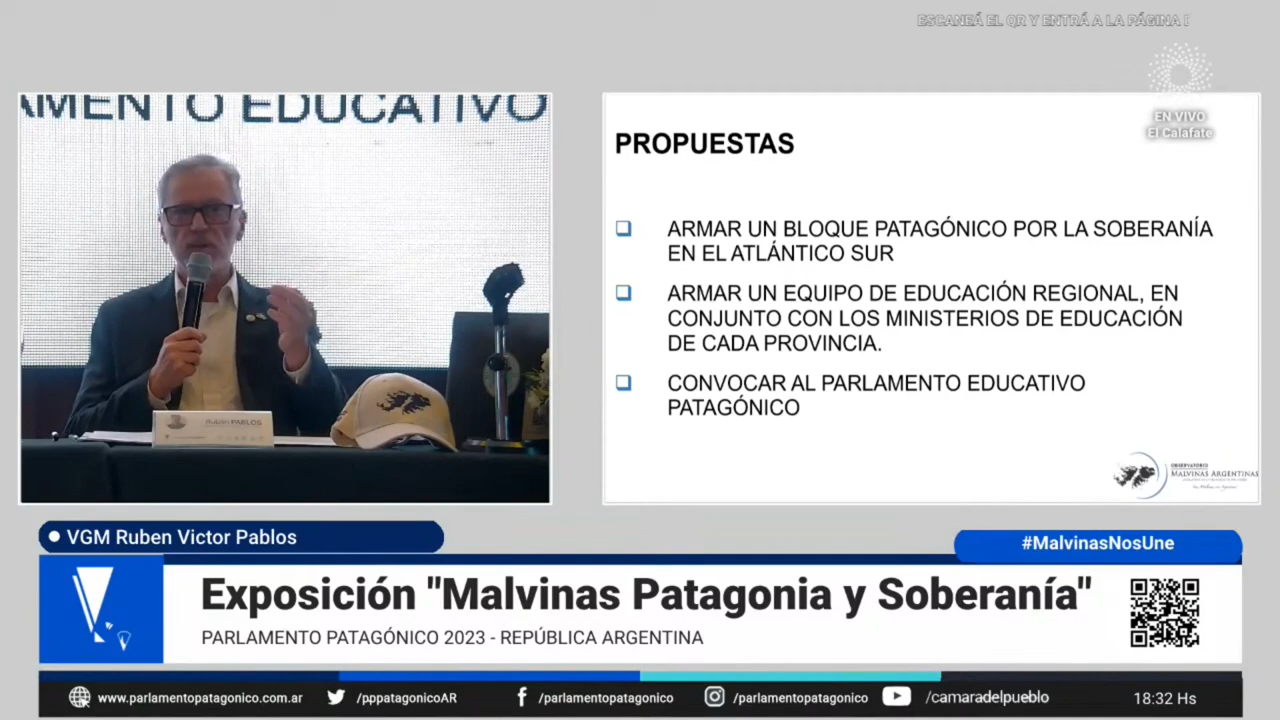 ESCANEÁ EL QR Y ENTRÁ A LA PÁGINA
EN VIVO
El Calafate
AMENTO EDUCATIVO
Rubén PABLOS
PROPUESTAS
ARMAR UN BLOQUE PATAGÓNICO POR LA SOBERANÍA
EN EL ATLÁNTICO SUR
ARMAR UN EQUIPO DE EDUCACIÓN REGIONAL, EN
CONJUNTO CON LOS MINISTERIOS DE EDUCACIÓN
DE CADA PROVINCIA.
CONVOCAR AL PARLAMENTO EDUCATIVO
PATAGÓNICO
OBSERVATORIO
MALVINAS ARGENTINAS
VGM Ruben Victor Pablos
#MalvinasNosUne
Exposición "Malvinas Patagonia y Soberanía"
PARLAMENTO PATAGÓNICO 2023 - REPÚBLICA ARGENTINA
www.parlamentopatagonico.com.ar
/pppatagonicoAR
/parlamentopatagonico
/parlamentopatagonico
/camaradelpueblo
18:32 Hs